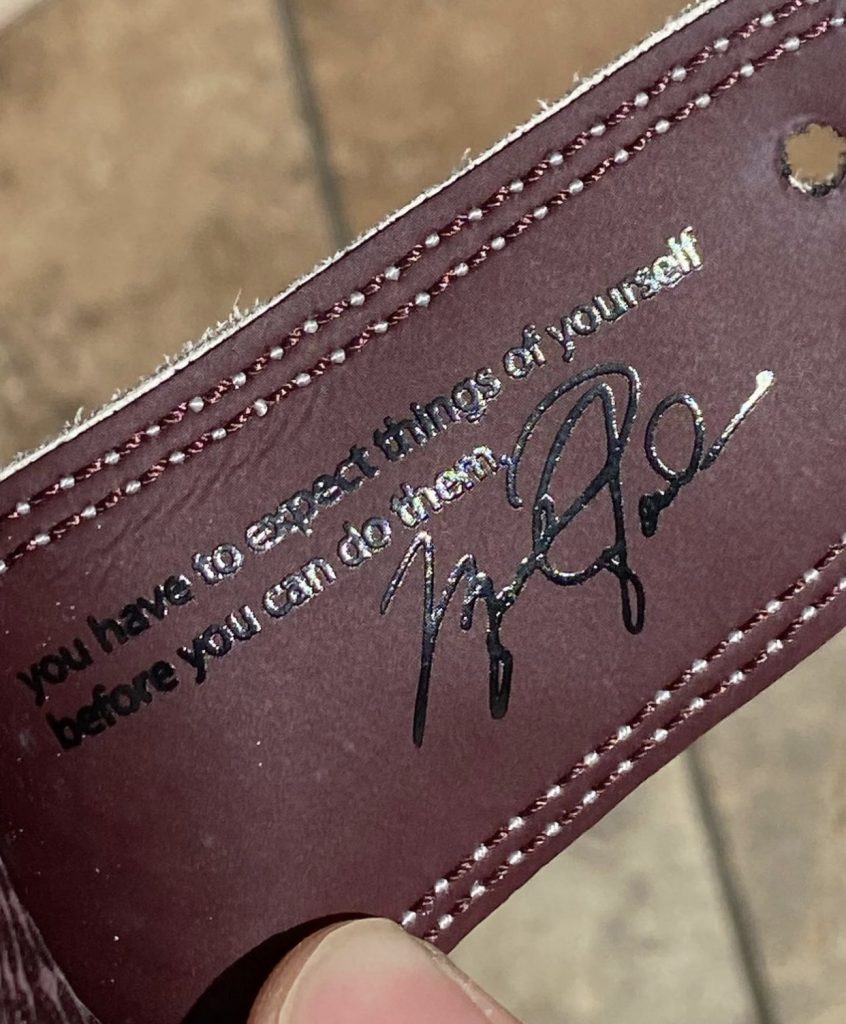 you have to expect things of yourself
before you can do them.